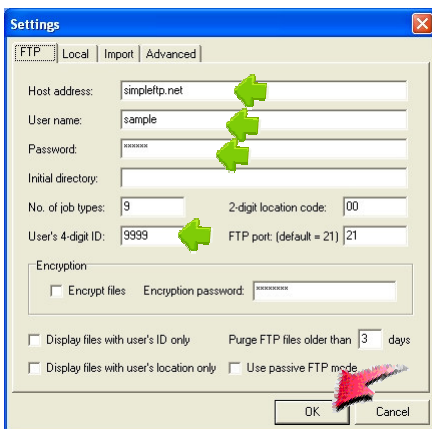 Settings
FTP Local Import Advanced
Host address: simpleftp.net
User name: sample
Password: xxxxxx
Initial directory:
No. of job types: 9 2-digit location code: 00
User's 4-digit ID: 9999 FTP port: (default = 21) 21
Encryption
Encrypt files Encryption password: xxxxxxxx
Display files with user's ID only Purge FTP files older than 3 days
Display files with user's location only Use passive FTP mode
OK Cancel